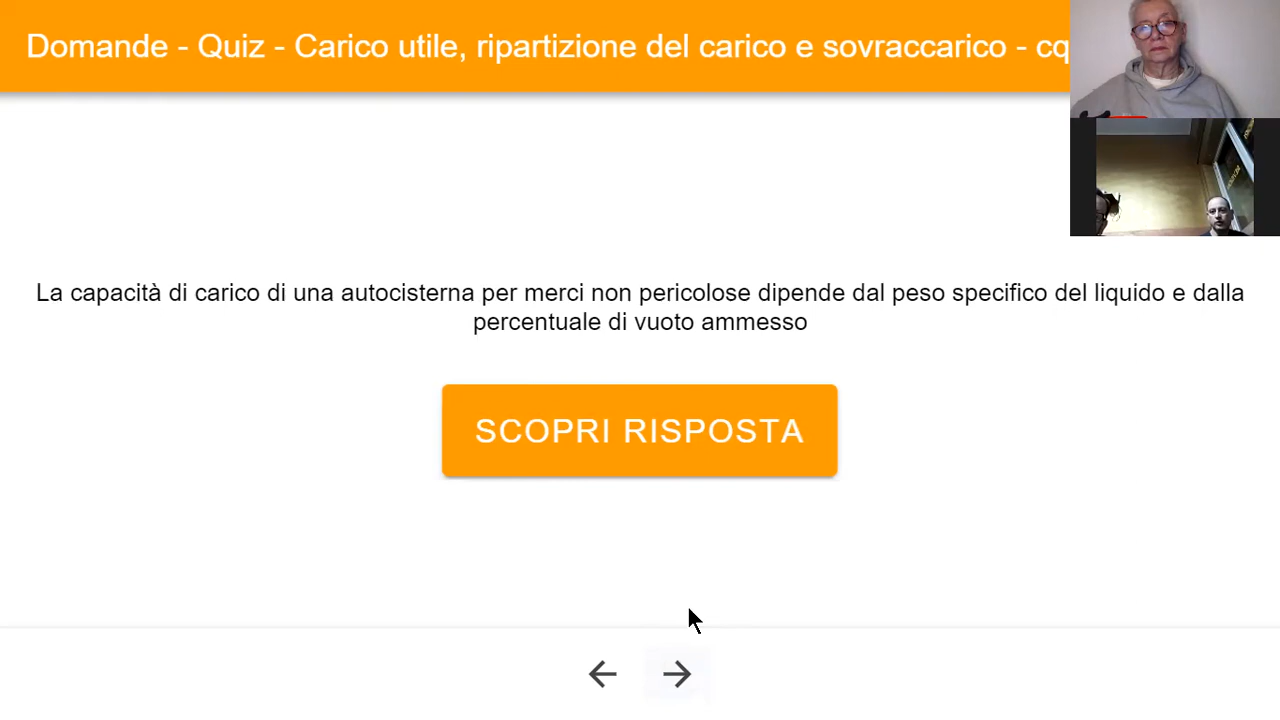 Domande - Quiz - Carico utile, ripartizione del carico e sovraccarico - cq
La capacità di carico di una autocisterna per merci non pericolose dipende dal peso specifico del liquido e dalla
percentuale di vuoto ammesso
SCOPRI RISPOSTA